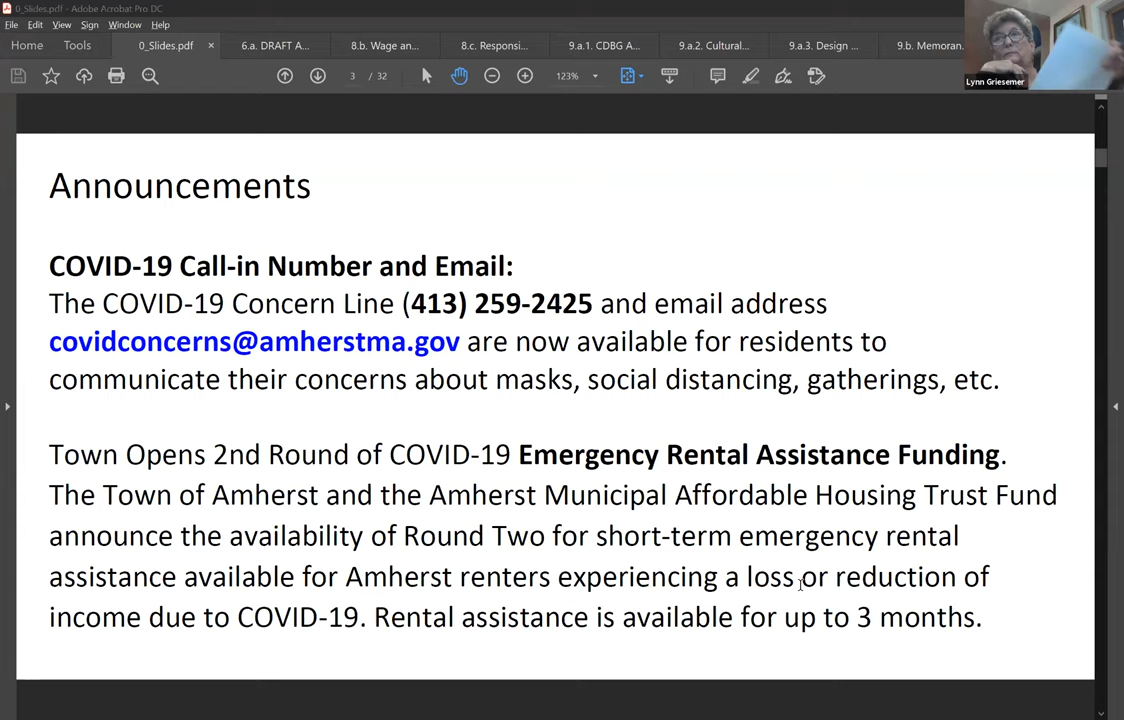 0_Slides.pdf - Adobe Acrobat Pro DC
File Edit View Sign Window Help
Home Tools 0_Slides.pdf × 6.a. DRAFT A... 8.b. Wage an... 8.c. Responsi... 9.a.1. CDBG A... 9.a.2. Cultural... 9.a.3. Design ... 9.b. Memoran.
3 / 32 123%
Lynn Griesemer
Announcements
COVID-19 Call-in Number and Email:
The COVID-19 Concern Line (413) 259-2425 and email address
covidconcerns@amherstma.gov are now available for residents to
communicate their concerns about masks, social distancing, gatherings, etc.
Town Opens 2nd Round of COVID-19 Emergency Rental Assistance Funding.
The Town of Amherst and the Amherst Municipal Affordable Housing Trust Fund
announce the availability of Round Two for short-term emergency rental
assistance available for Amherst renters experiencing a loss or reduction of
income due to COVID-19. Rental assistance is available for up to 3 months.